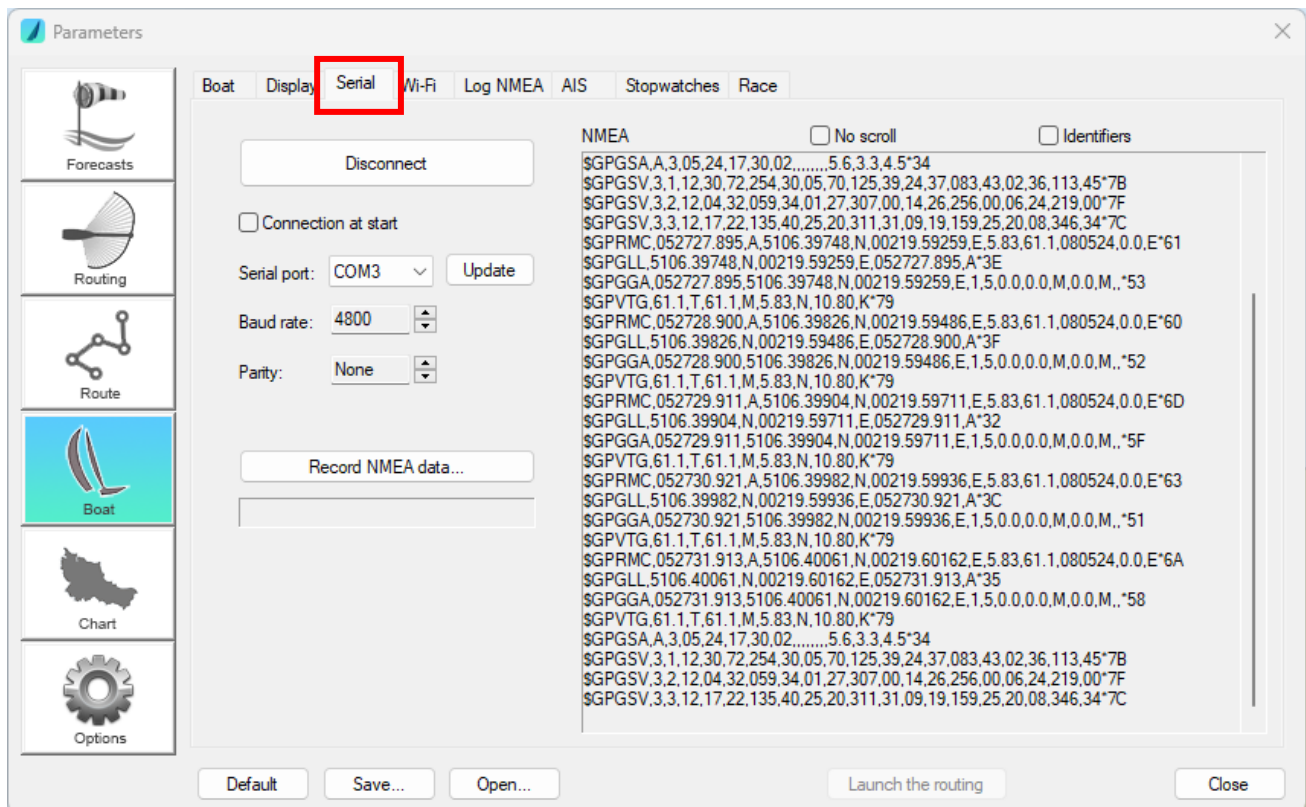 Parameters
Forecasts
Routing
Route
Boat
Chart
Options
Boat Display Serial Wi-Fi Log NMEA AIS Stopwatches Race
Disconnect
Connection at start
Serial port: COM3 Update
Baud rate: 4800
Parity: None
Record NMEA data...
NMEA No scroll Identifiers
$GPGSA,A,3,05,24,17,30,02,,,,,,,,5.6,3.3,4.5*34
$GPGSV,3,1,12,30,72,254,30,05,70,125,39,24,37,083,43,02,36,113,45*7B
$GPGSV,3,2,12,04,32,059,34,01,27,307,00,14,26,256,00,06,24,219,00*7F
$GPGSV,3,3,12,17,22,135,40,25,20,311,31,09,19,159,25,20,08,346,34*7C
$GPRMC,052727.895,A,5106.39748,N,00219.59259,E,5.83,61.1,080524,0.0,E*61
$GPGLL,5106.39748,N,00219.59259,E,052727.895,A*3E
$GPGGA,052727.895,5106.39748,N,00219.59259,E,1,5,0.0,0.0,M,0.0,M,,*53
$GPVTG,61.1,T,61.1,M,5.83,N,10.80,K*79
$GPRMC,052728.900,A,5106.39826,N,00219.59486,E,5.83,61.1,080524,0.0,E*60
$GPGLL,5106.39826,N,00219.59486,E,052728.900,A*3F
$GPGGA,052728.900,5106.39826,N,00219.59486,E,1,5,0.0,0.0,M,0.0,M,,*52
$GPVTG,61.1,T,61.1,M,5.83,N,10.80,K*79
$GPRMC,052729.911,A,5106.39904,N,00219.59711,E,5.83,61.1,080524,0.0,E*6D
$GPGLL,5106.39904,N,00219.59711,E,052729.911,A*32
$GPGGA,052729.911,5106.39904,N,00219.59711,E,1,5,0.0,0.0,M,0.0,M,,*5F
$GPVTG,61.1,T,61.1,M,5.83,N,10.80,K*79
$GPRMC,052730.921,A,5106.39982,N,00219.59936,E,5.83,61.1,080524,0.0,E*63
$GPGLL,5106.39982,N,00219.59936,E,052730.921,A*3C
$GPGGA,052730.921,5106.39982,N,00219.59936,E,1,5,0.0,0.0,M,0.0,M,,*51
$GPVTG,61.1,T,61.1,M,5.83,N,10.80,K*79
$GPRMC,052731.913,A,5106.40061,N,00219.60162,E,5.83,61.1,080524,0.0,E*6A
$GPGLL,5106.40061,N,00219.60162,E,052731.913,A*35
$GPGGA,052731.913,5106.40061,N,00219.60162,E,1,5,0.0,0.0,M,0.0,M,,*58
$GPVTG,61.1,T,61.1,M,5.83,N,10.80,K*79
$GPGSA,A,3,05,24,17,30,02,,,,,,,,5.6,3.3,4.5*34
$GPGSV,3,1,12,30,72,254,30,05,70,125,39,24,37,083,43,02,36,113,45*7B
$GPGSV,3,2,12,04,32,059,34,01,27,307,00,14,26,256,00,06,24,219,00*7F
$GPGSV,3,3,12,17,22,135,40,25,20,311,31,09,19,159,25,20,08,346,34*7C
Default Save... Open... Launch the routing Close